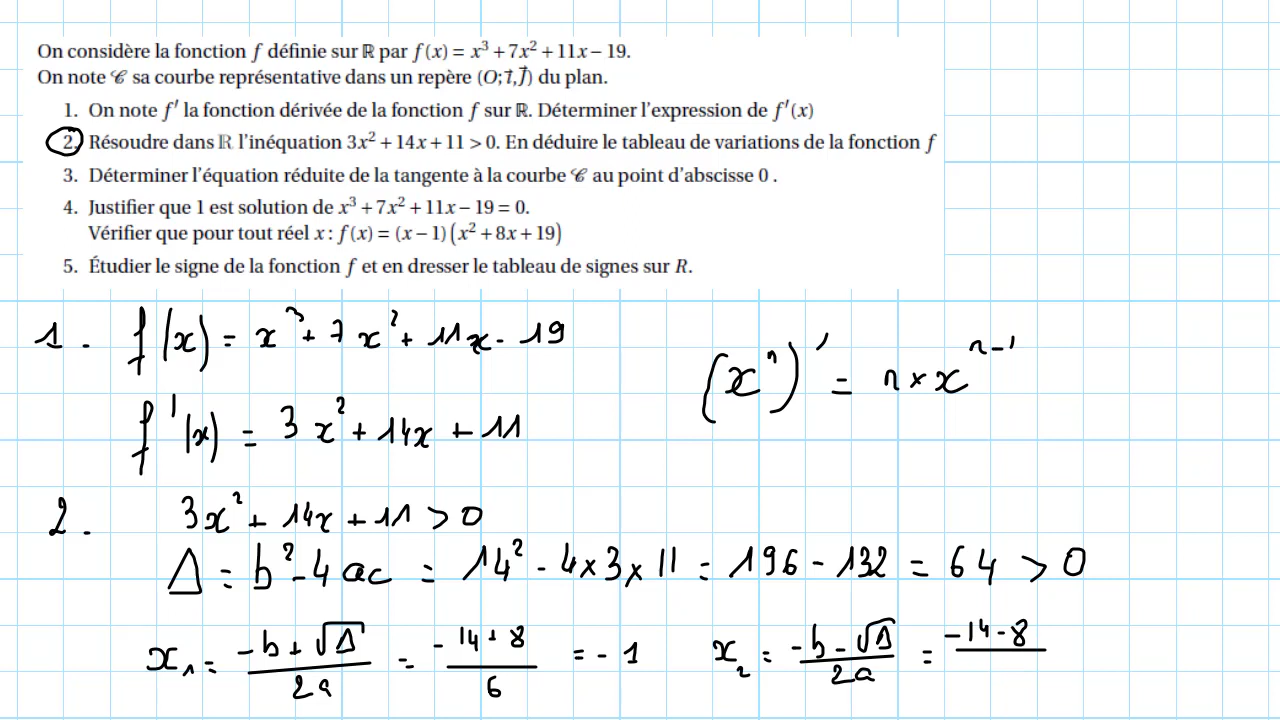 On considère la fonction f définie sur ℝ par f(x) = x³ + 7x² + 11x − 19.
On note 𝒞 sa courbe représentative dans un repère (O; i⃗, j⃗) du plan.
1. On note f′ la fonction dérivée de la fonction f sur ℝ. Déterminer l'expression de f′(x)
2. Résoudre dans ℝ l'inéquation 3x² + 14x + 11 > 0. En déduire le tableau de variations de la fonction f
3. Déterminer l'équation réduite de la tangente à la courbe 𝒞 au point d'abscisse 0 .
4. Justifier que 1 est solution de x³ + 7x² + 11x − 19 = 0.
Vérifier que pour tout réel x : f(x) = (x − 1)(x² + 8x + 19)
5. Étudier le signe de la fonction f et en dresser le tableau de signes sur R.
1. f(x) = x³ + 7x² + 11x - 19
(xⁿ)' = n × xⁿ⁻¹
f'(x) = 3x² + 14x + 11
2. 3x² + 14x + 11 > 0
Δ = b² - 4ac = 14² - 4×3×11 = 196 - 132 = 64 > 0
x₁ = (-b + √Δ)/2a = (-14 + 8)/6 = -1 x₂ = (-b - √Δ)/2a = -14 - 8